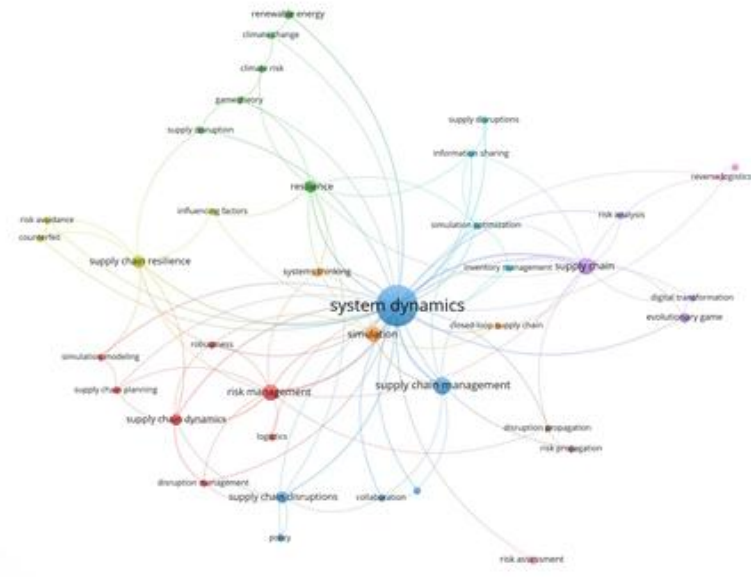 renewable energy
climate change
climate risk
game theory
supply disruption
supply disruptions
information sharing
reverse logistics
resilience
influencing factors
risk analysis
risk avoidance
simulation optimization
counterfeit
supply chain resilience
systems thinking
inventory management
supply chain
digital transformation
system dynamics
evolutionary game
closed-loop supply chain
simulation
robustness
simulation modeling
supply chain management
supply chain planning
risk management
supply chain dynamics
disruption propagation
logistics
risk propagation
disruption management
supply chain disruptions
collaboration
policy
risk assessment